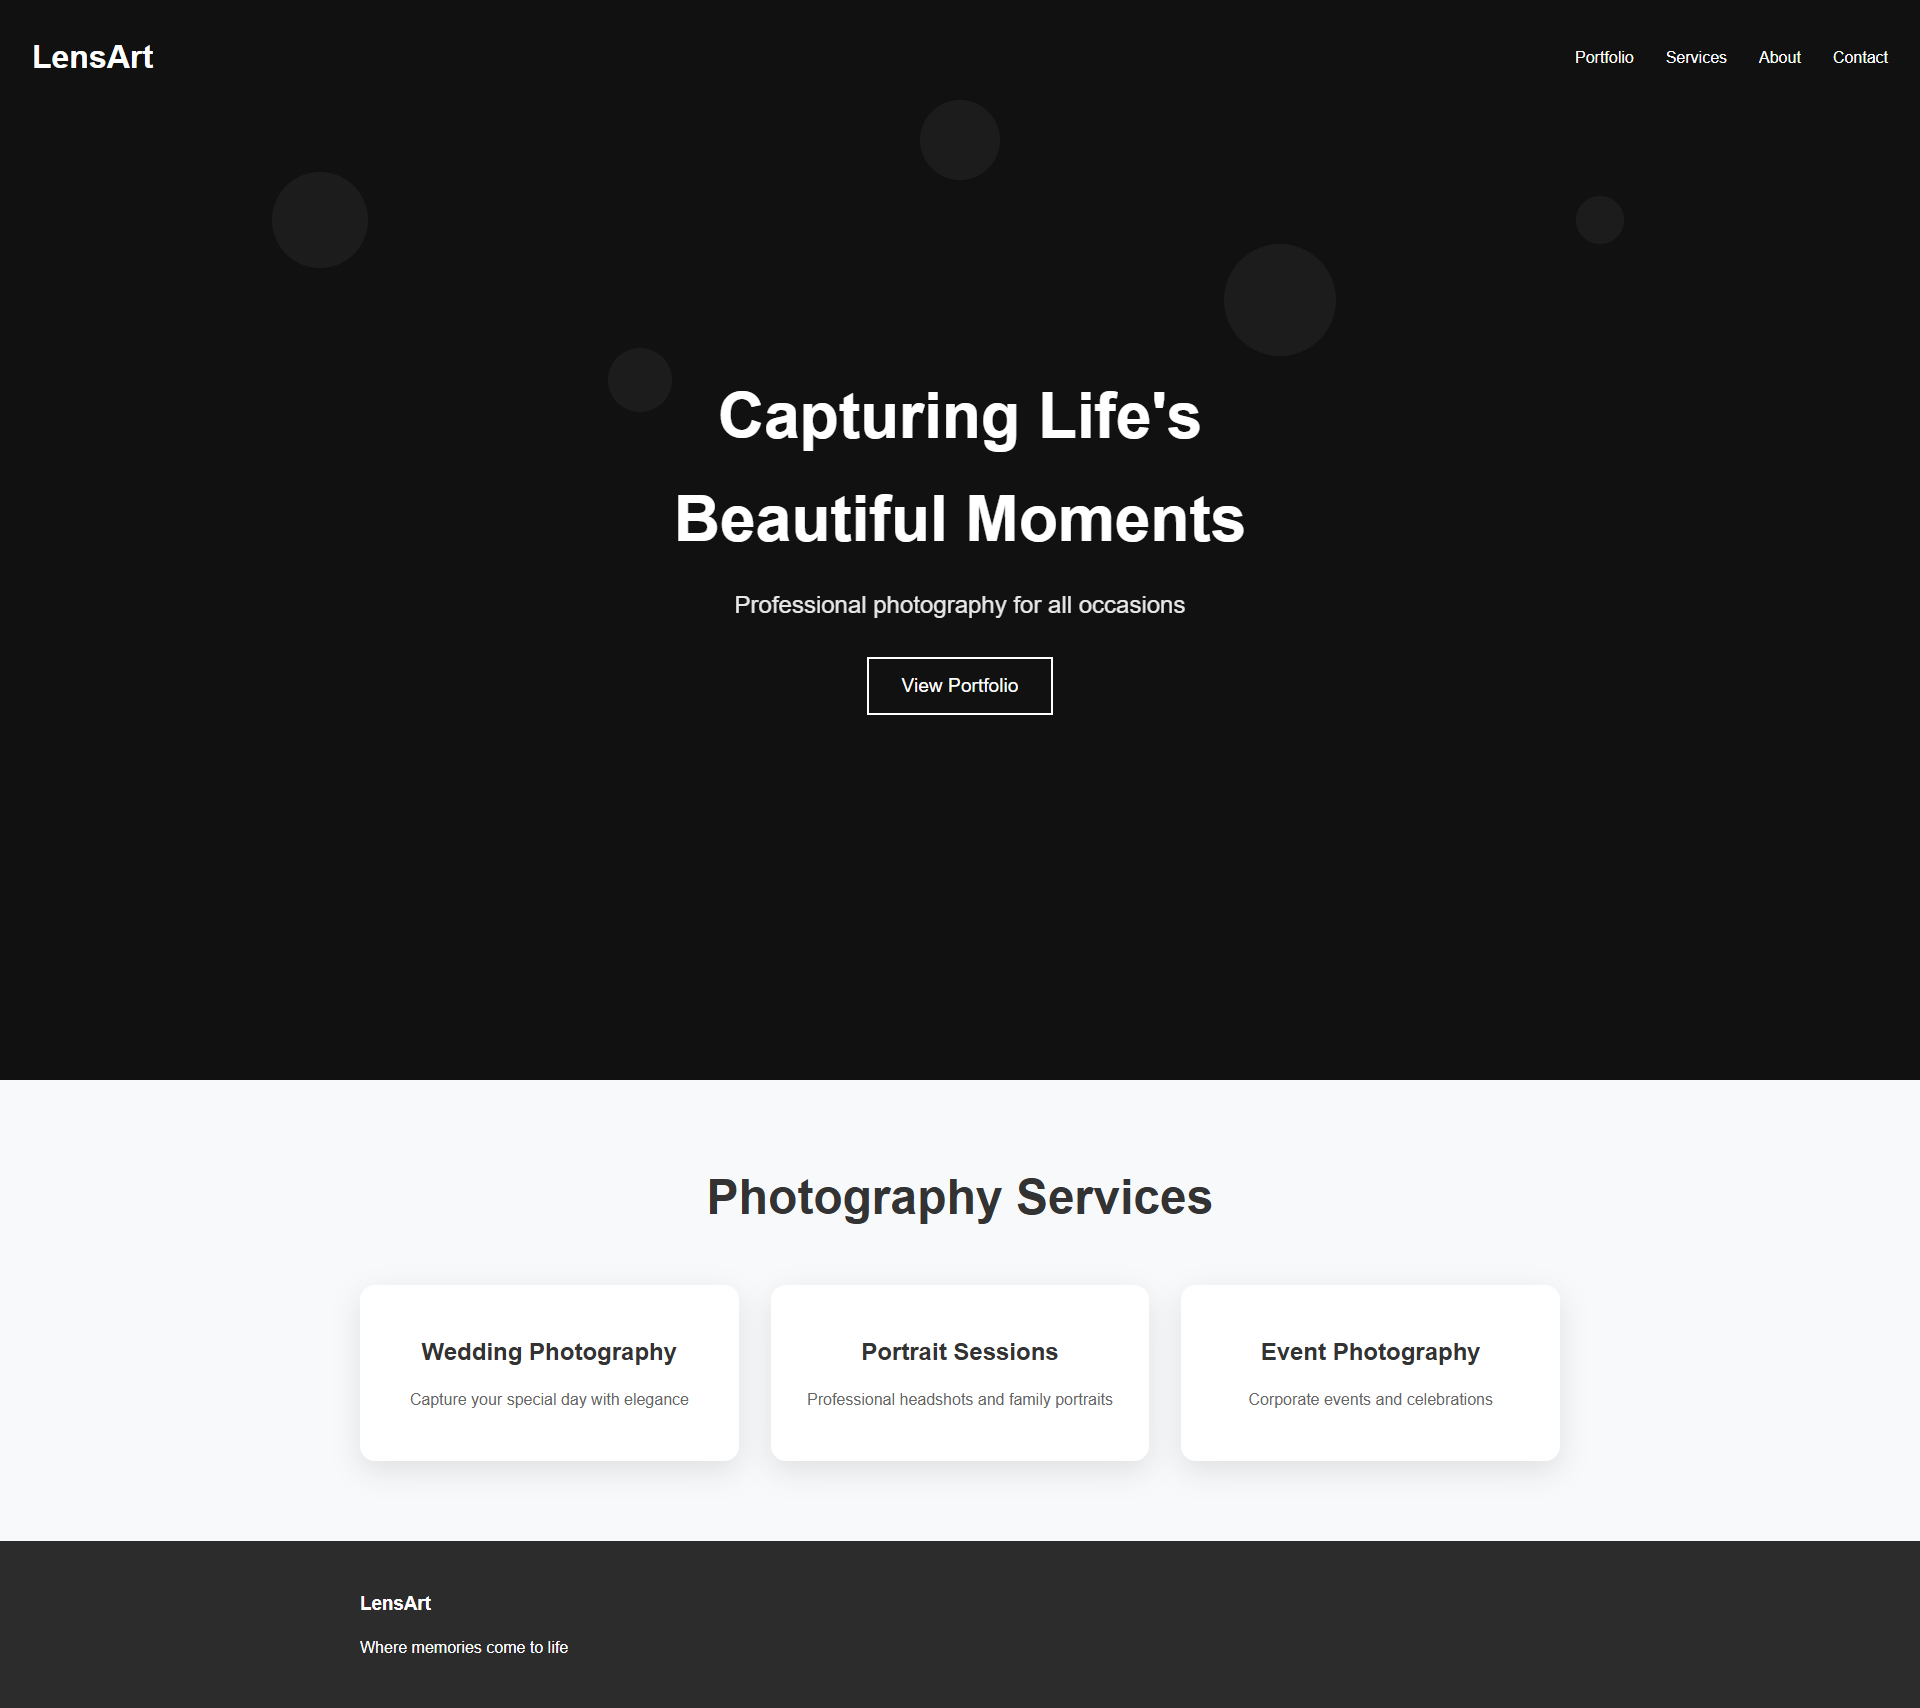 LensArt
Portfolio Services About Contact
Capturing Life's
Beautiful Moments
Professional photography for all occasions
View Portfolio
Photography Services
Wedding Photography
Capture your special day with elegance
Portrait Sessions
Professional headshots and family portraits
Event Photography
Corporate events and celebrations
LensArt
Where memories come to life